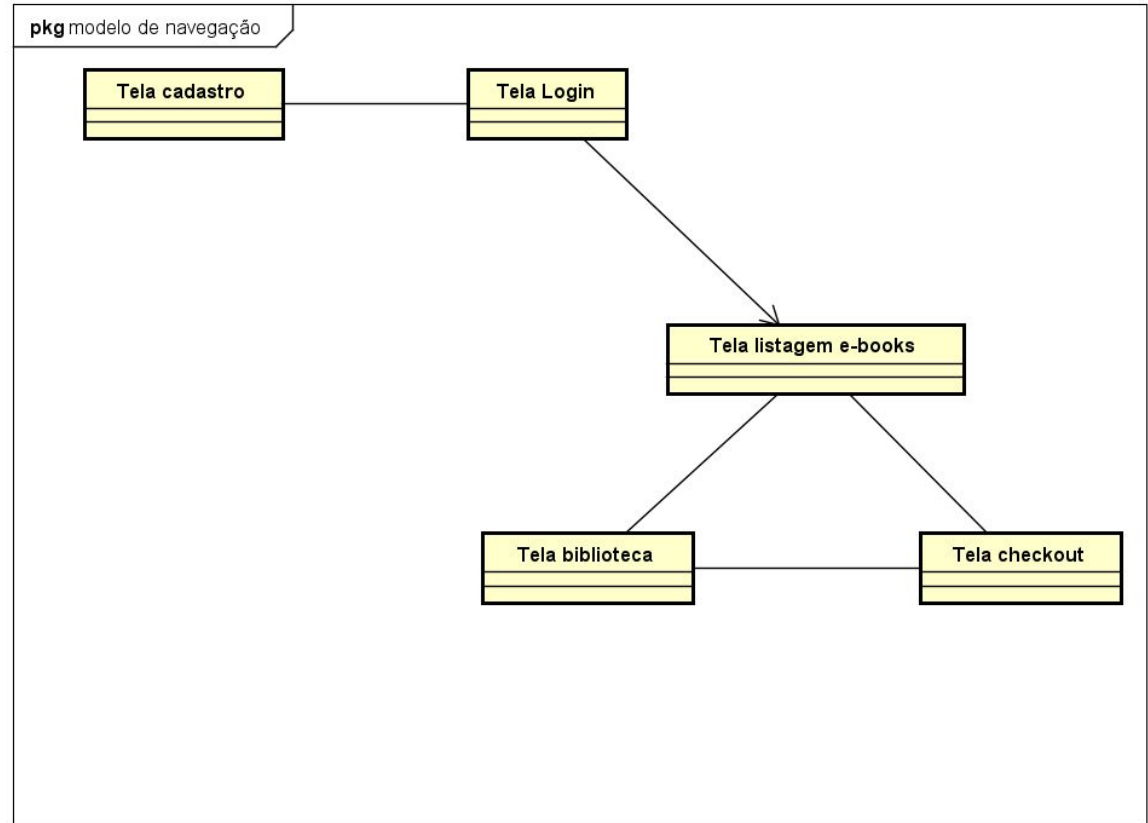 pkg modelo de navegação
Tela cadastro
Tela Login
Tela listagem e-books
Tela biblioteca
Tela checkout